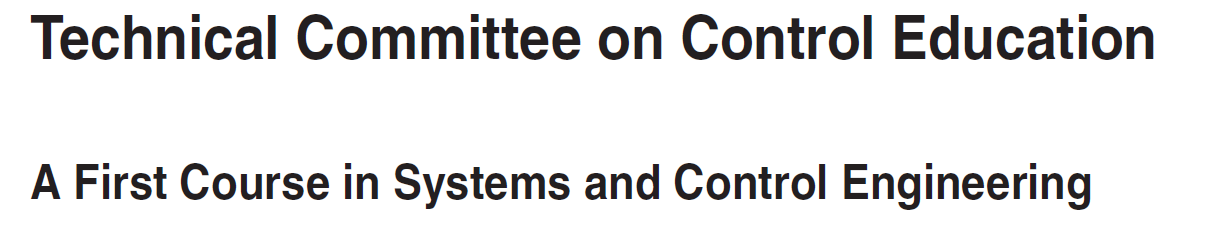 Technical Committee on Control Education
A First Course in Systems and Control Engineering